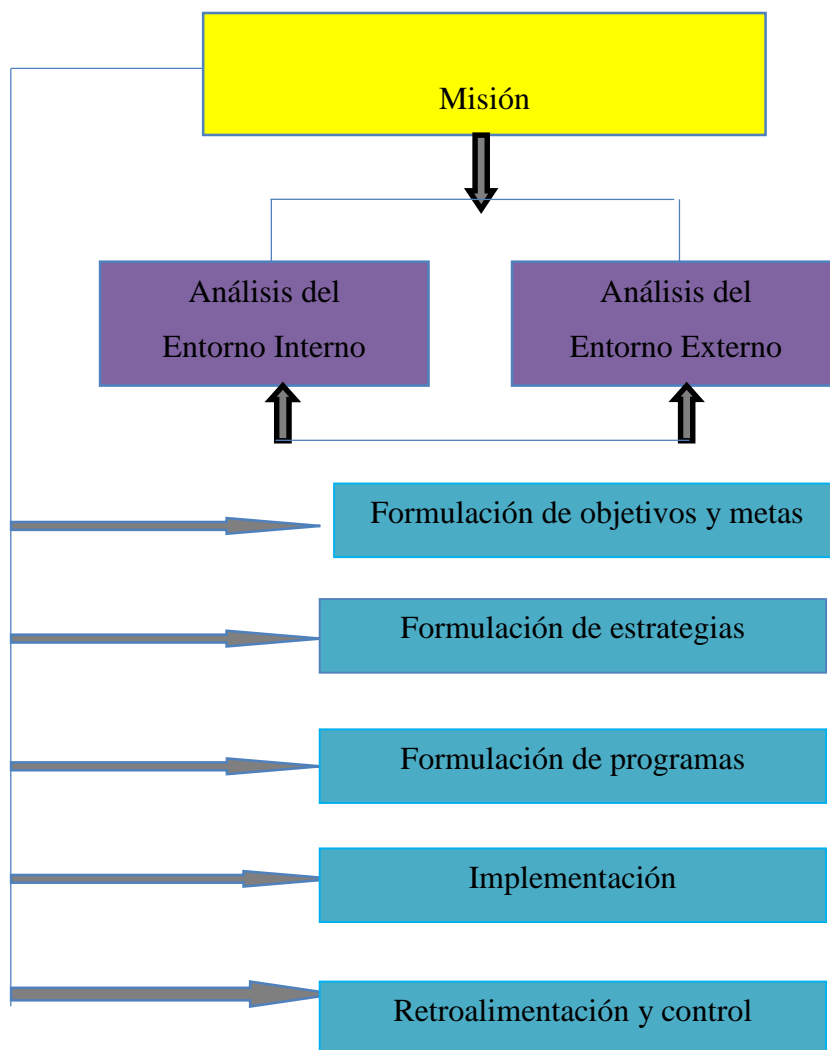 Misión
Análisis del
Entorno Interno
Análisis del
Entorno Externo
Formulación de objetivos y metas
Formulación de estrategias
Formulación de programas
Implementación
Retroalimentación y control